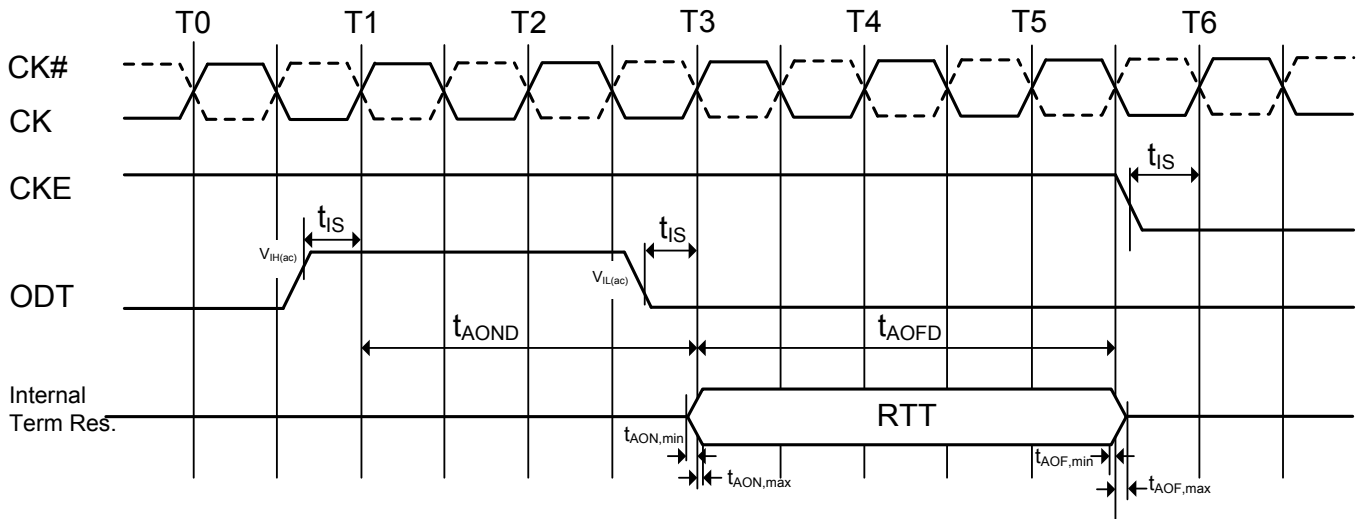 T0 T1 T2 T3 T4 T5 T6
CK#
CK
CKE
tIS
tIS
tIS
VIH(ac)
VIL(ac)
ODT
tAOND
tAOFD
Internal
Term Res.
RTT
tAON,min
tAOF,min
tAON,max
tAOF,max